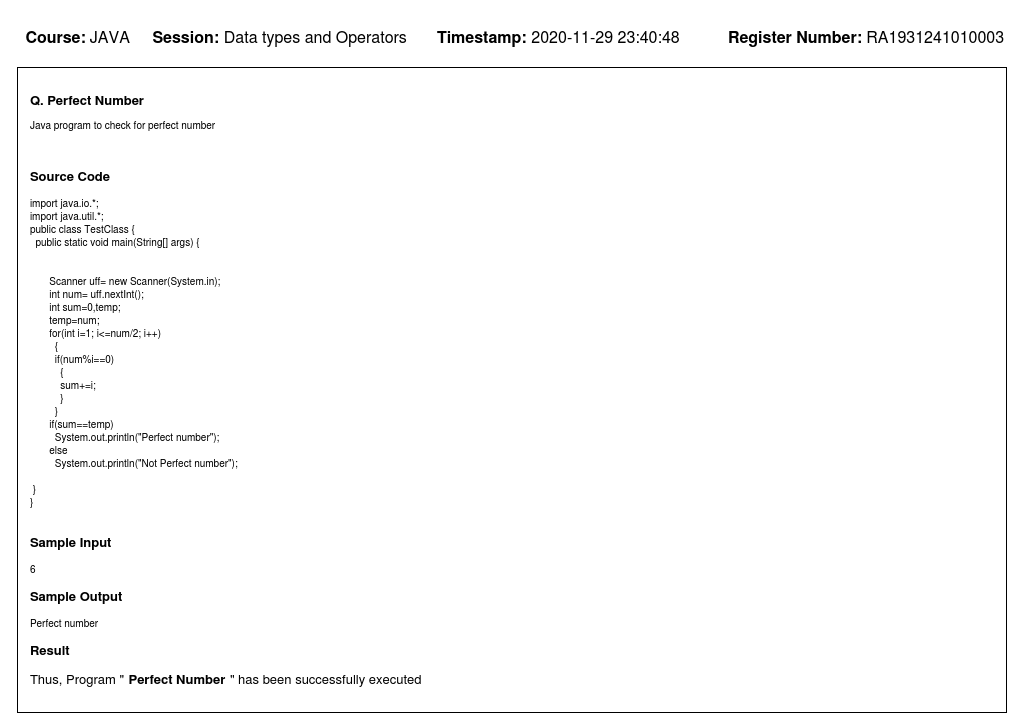 Course: JAVA Session: Data types and Operators Timestamp: 2020-11-29 23:40:48 Register Number: RA1931241010003
Q. Perfect Number
Java program to check for perfect number
Source Code
import java.io.*;
import java.util.*;
public class TestClass {
public static void main(String[] args) {
Scanner uff= new Scanner(System.in);
int num= uff.nextInt();
int sum=0,temp;
temp=num;
for(int i=1; i<=num/2; i++)
{
if(num%i==0)
{
sum+=i;
}
}
if(sum==temp)
System.out.println("Perfect number");
else
System.out.println("Not Perfect number");
}
}
Sample Input
6
Sample Output
Perfect number
Result
Thus, Program " Perfect Number " has been successfully executed